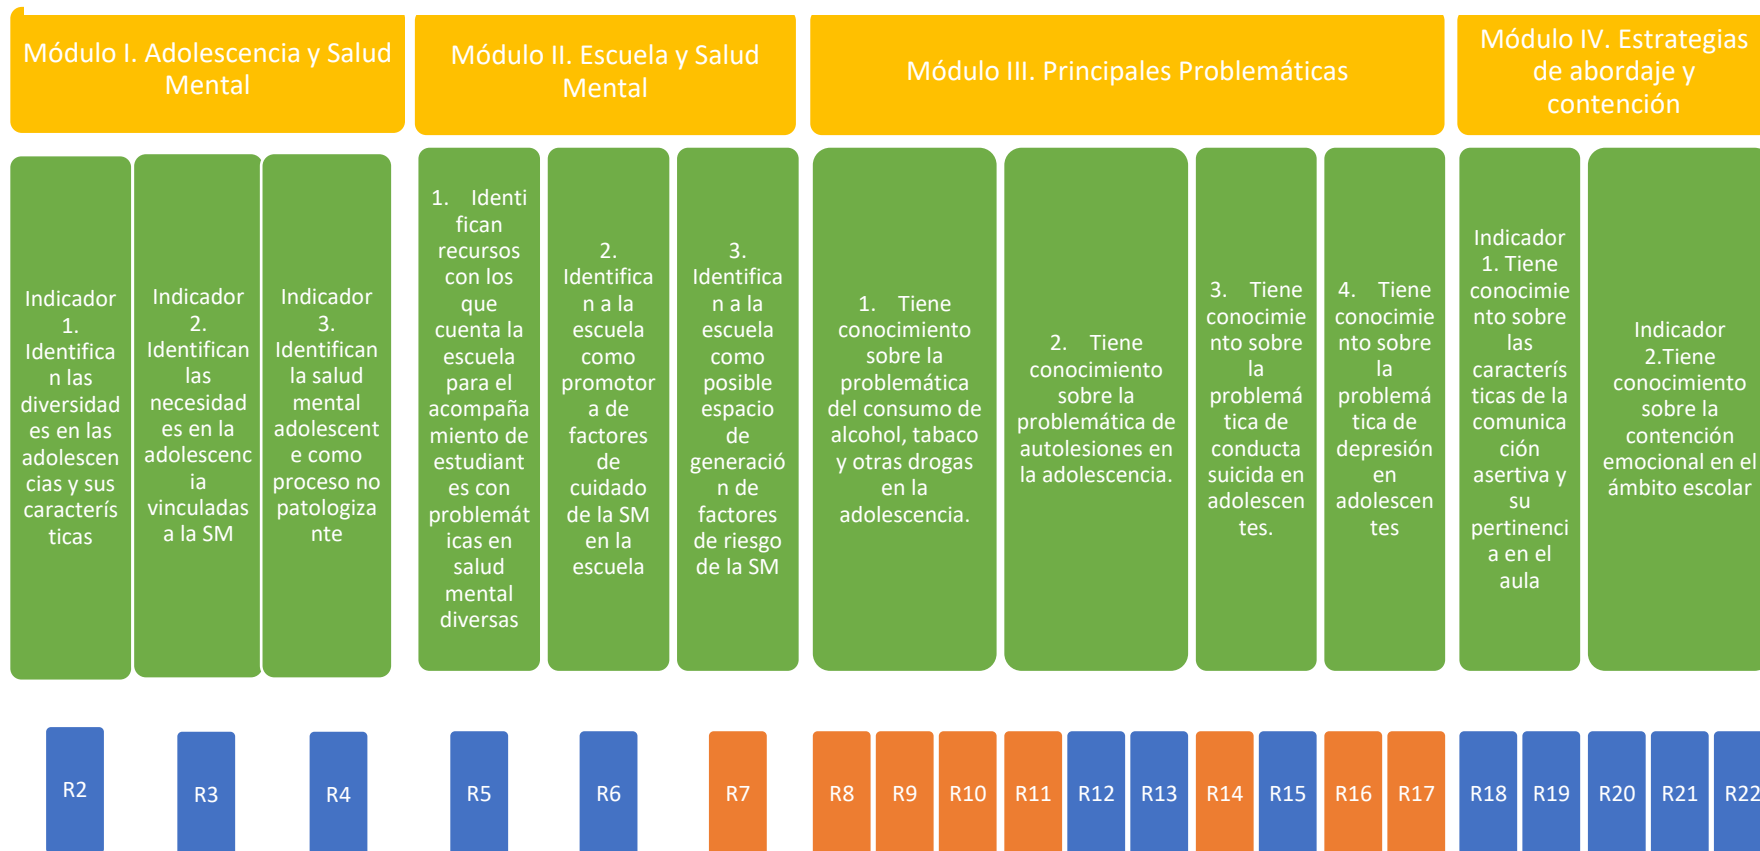 Módulo I. Adolescencia y Salud
Mental
Módulo II. Escuela y Salud
Mental
Módulo III. Principales Problemáticas
Módulo IV. Estrategias
de abordaje y
contención
Indicador
1.
Identifica
n las
diversidad
es en las
adolescen
cias y sus
caracterís
ticas
Indicador
2.
Identifican
las
necesidad
es en la
adolescenc
ia
vinculadas
a la SM
Indicador
3.
Identifican
la salud
mental
adolescent
e como
proceso no
patologiza
nte
1. Identi
fican
recursos
con los
que
cuenta la
escuela
para el
acompaña
miento de
estudiant
es con
problemát
icas en
salud
mental
diversas
2.
Identifica
n a la
escuela
como
promotor
a de
factores
de
cuidado
de la SM
en la
escuela
3.
Identifica
n a la
escuela
como
posible
espacio
de
generació
n de
factores
de riesgo
de la SM
1. Tiene
conocimiento
sobre la
problemática
del consumo de
alcohol, tabaco
y otras drogas
en la
adolescencia.
2. Tiene
conocimiento
sobre la
problemática de
autolesiones en
la adolescencia.
3. Tiene
conocimie
nto sobre
la
problemá
tica de
conducta
suicida en
adolescen
tes.
4. Tiene
conocimie
nto sobre
la
problemá
tica de
depresión
en
adolescen
tes
Indicador
1. Tiene
conocimie
nto sobre
las
caracterís
ticas de la
comunica
ción
asertiva y
su
pertinenci
a en el
aula
Indicador
2.Tiene
conocimiento
sobre la
contención
emocional en el
ámbito escolar
R2
R3
R4
R5
R6
R7
R8
R9
R10
R11
R12
R13
R14
R15
R16
R17
R18
R19
R20
R21
R22